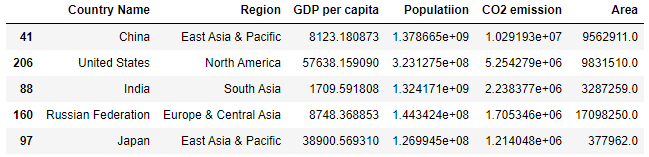 Country Name Region GDP per capita Populatiion CO2 emission Area
41 China East Asia & Pacific 8123.180873 1.378665e+09 1.029193e+07 9562911.0
206 United States North America 57638.159090 3.231275e+08 5.254279e+06 9831510.0
88 India South Asia 1709.591808 1.324171e+09 2.238377e+06 3287259.0
160 Russian Federation Europe & Central Asia 8748.368853 1.443424e+08 1.705346e+06 17098250.0
97 Japan East Asia & Pacific 38900.569310 1.269945e+08 1.214048e+06 377962.0